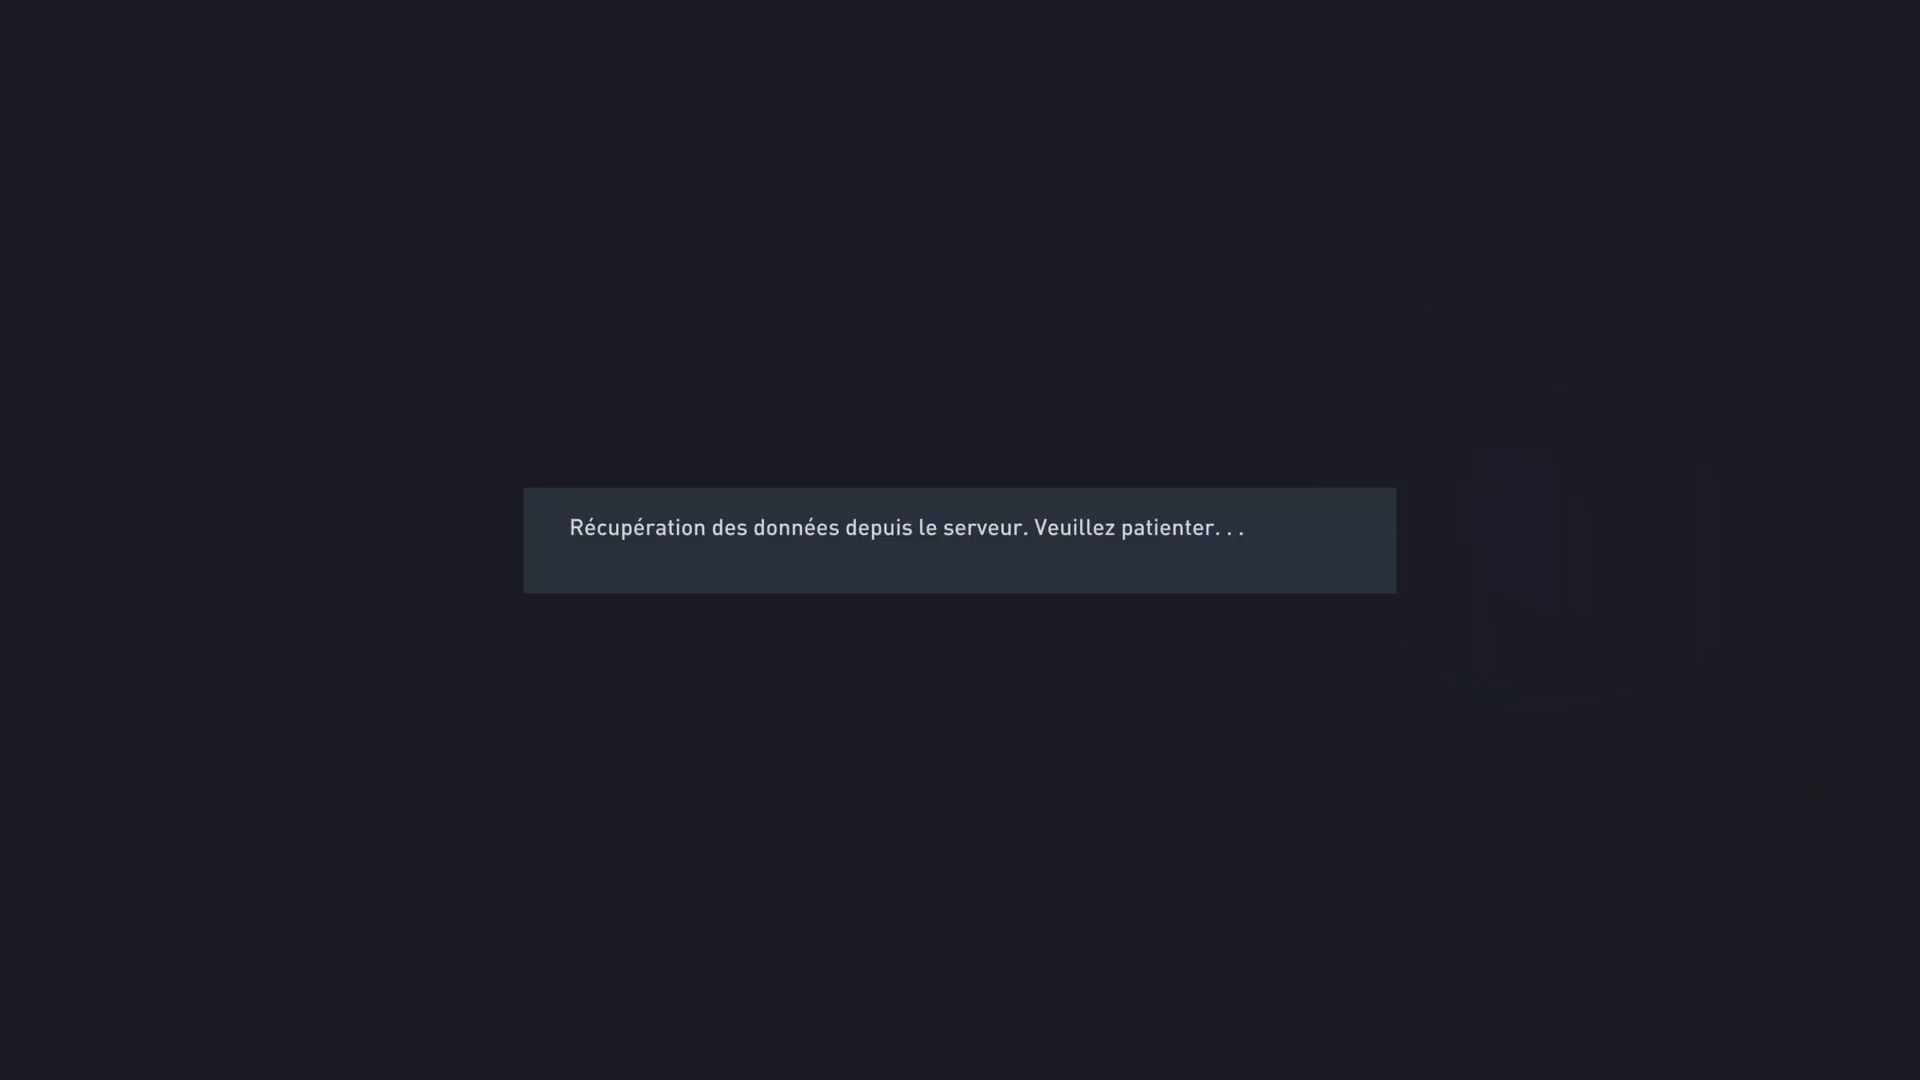 Récupération des données depuis le serveur. Veuillez patienter. . .